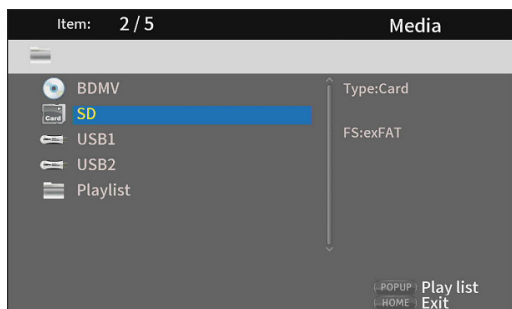 Item: 2/5 Media
BDMV
Type:Card
Card SD
FS:exFAT
USB1
USB2
Playlist
POPUP Play list
HOME Exit